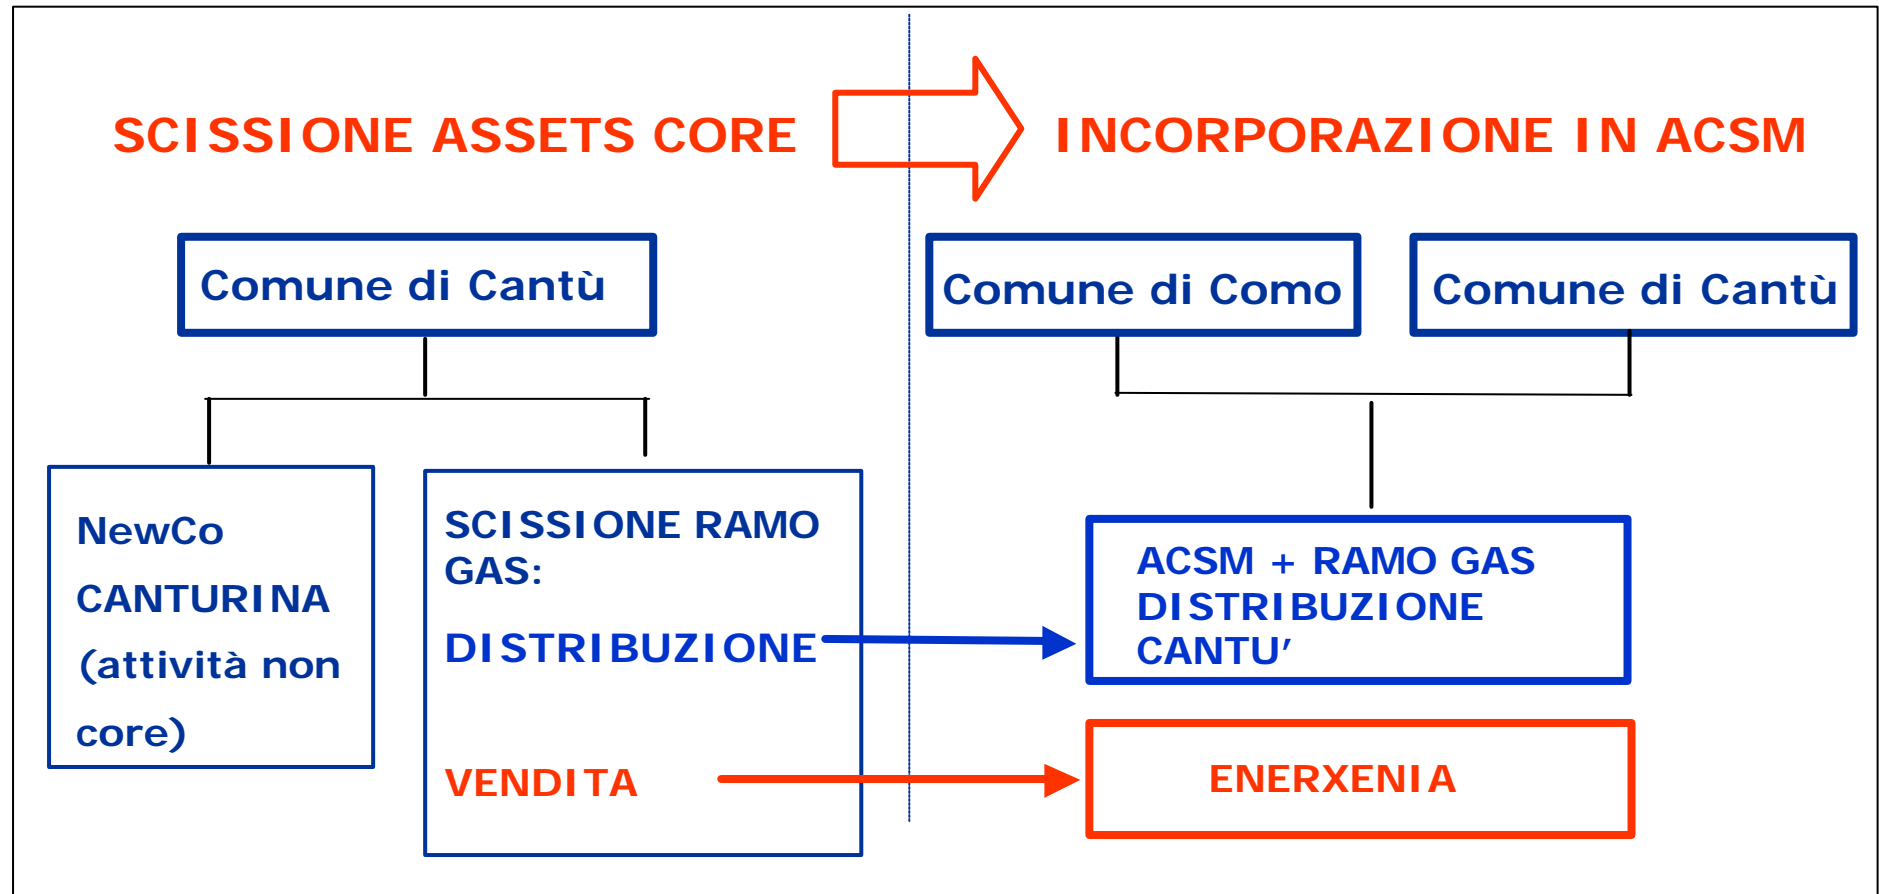 SCISSIONE ASSETS CORE
INCORPORAZIONE IN ACSM
Comune di Cantù
Comune di Como
Comune di Cantù
NewCo
CANTURINA
(attività non
core)
SCISSIONE RAMO
GAS:
DISTRIBUZIONE
VENDITA
ACSM + RAMO GAS
DISTRIBUZIONE
CANTU’
ENERXENIA